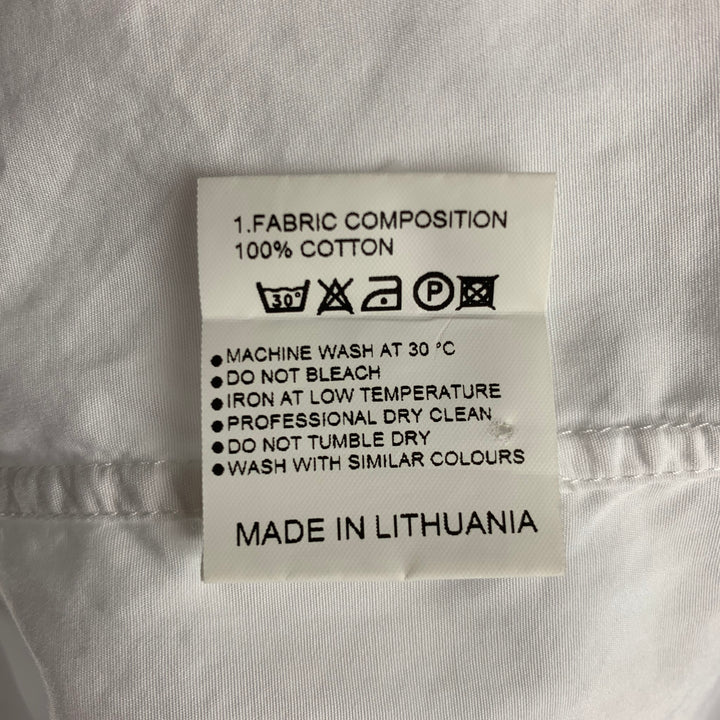 1.FABRIC COMPOSITION
100% COTTON
30° P
●MACHINE WASH AT 30 °C
●DO NOT BLEACH
●IRON AT LOW TEMPERATURE
●PROFESSIONAL DRY CLEAN
●DO NOT TUMBLE DRY
●WASH WITH SIMILAR COLOURS
MADE IN LITHUANIA